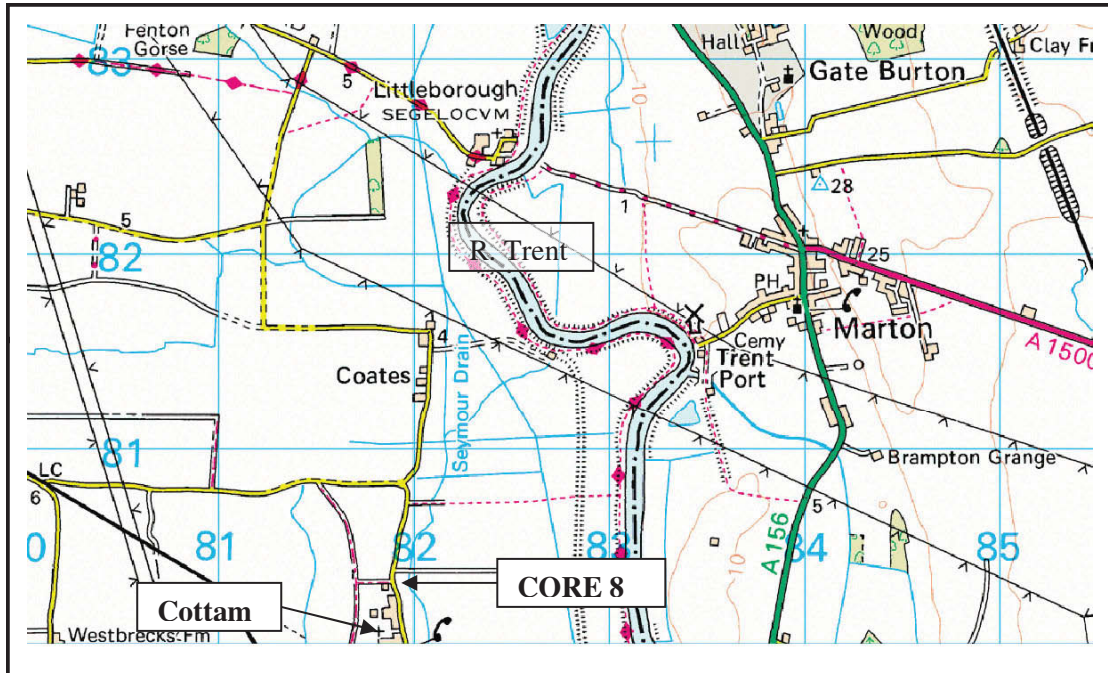 Fenton
Gorse
Hall
Wood
Clay F
83
5
Littleborough
SEGELOCVM
10
Gate Burton
28
5
1
82
R. Trent
25
PH
Marton
A 1500
Cemy
Trent
Port
4
Coates
Seymour Drain
81
LC
6
Brampton Grange
5
A156
0
81
82
83
84
85
10
CORE 8
Cottam
Westbrecks Fm